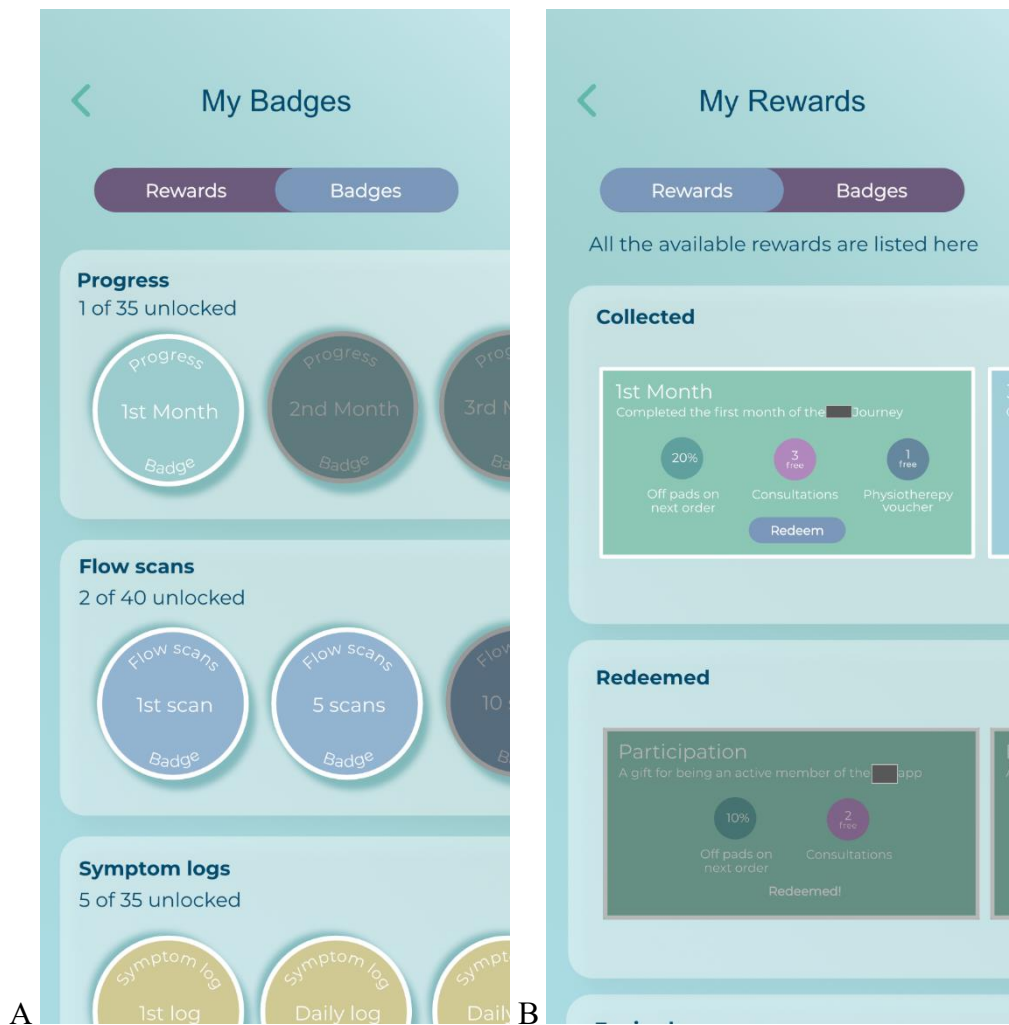 My Badges
Rewards Badges
Progress
1 of 35 unlocked
Progress Progress
1st Month 2nd Month 3rd
Badge Badge
Flow scans
2 of 40 unlocked
Flow scans Flow scans
1st scan 5 scans 10
Badge Badge
Symptom logs
5 of 35 unlocked
Symptom log Symptom log
1st log Daily log Daily
A
My Rewards
Rewards Badges
All the available rewards are listed here
Collected
1st Month
Completed the first month of the Journey
20% 3 free 1 free
Off pads on next order Consultations Physiotherepy voucher
Redeem
Redeemed
Participation
A gift for being an active member of the app
10% 2 free
Off pads on next order Consultations
Redeemed!
B